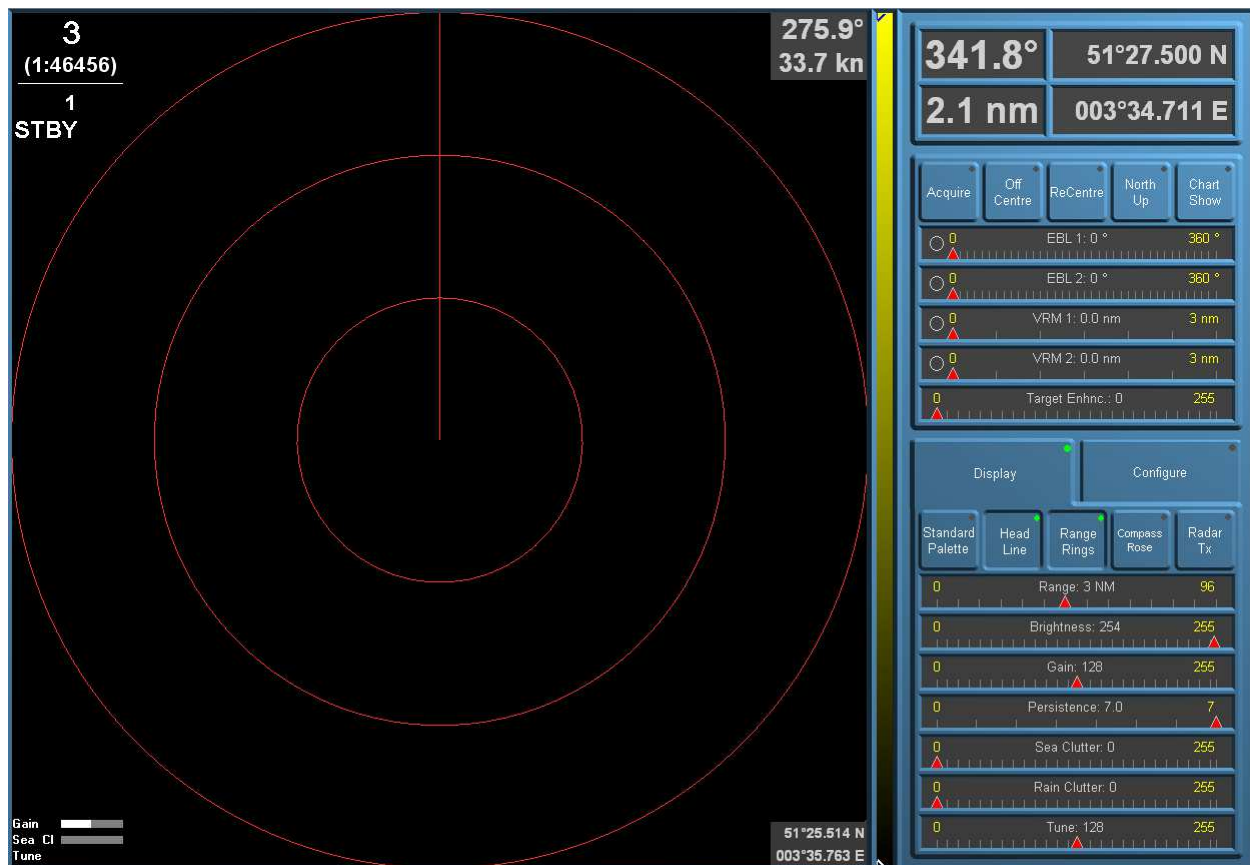 3
(1:46456)
1
STBY
275.9°
33.7 kn
Gain
Sea Cl
Tune
51°25.514 N
003°35.763 E
341.8°
51°27.500 N
2.1 nm
003°34.711 E
Acquire
Off
Centre
ReCentre
North
Up
Chart
Show
0 EBL 1: 0 ° 360 °
0 EBL 2: 0 ° 360 °
0 VRM 1: 0.0 nm 3 nm
0 VRM 2: 0.0 nm 3 nm
0 Target Enhnc.: 0 255
Display
Configure
Standard
Palette
Head
Line
Range
Rings
Compass
Rose
Radar
Tx
0 Range: 3 NM 96
0 Brightness: 254 255
0 Gain: 128 255
0 Persistence: 7.0 7
0 Sea Clutter: 0 255
0 Rain Clutter: 0 255
0 Tune: 128 255